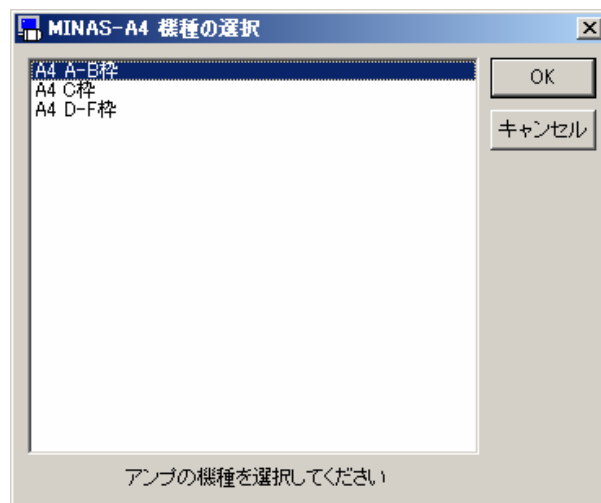 MINAS-A4 機種の選択
A4 A-B枠
A4 C枠
A4 D-F枠
OK
キャンセル
アンプの機種を選択してください